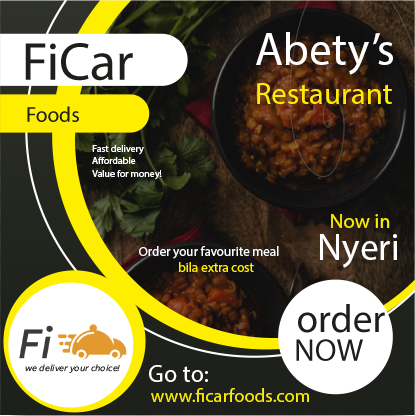 FiCar
Foods
Abety's
Restaurant
Fast delivery
Affordable
Value for money!
Now in
Nyeri
Order your favourite meal
bila extra cost
order
NOW
Fi
we deliver your choice!
Go to:
www.ficarfoods.com